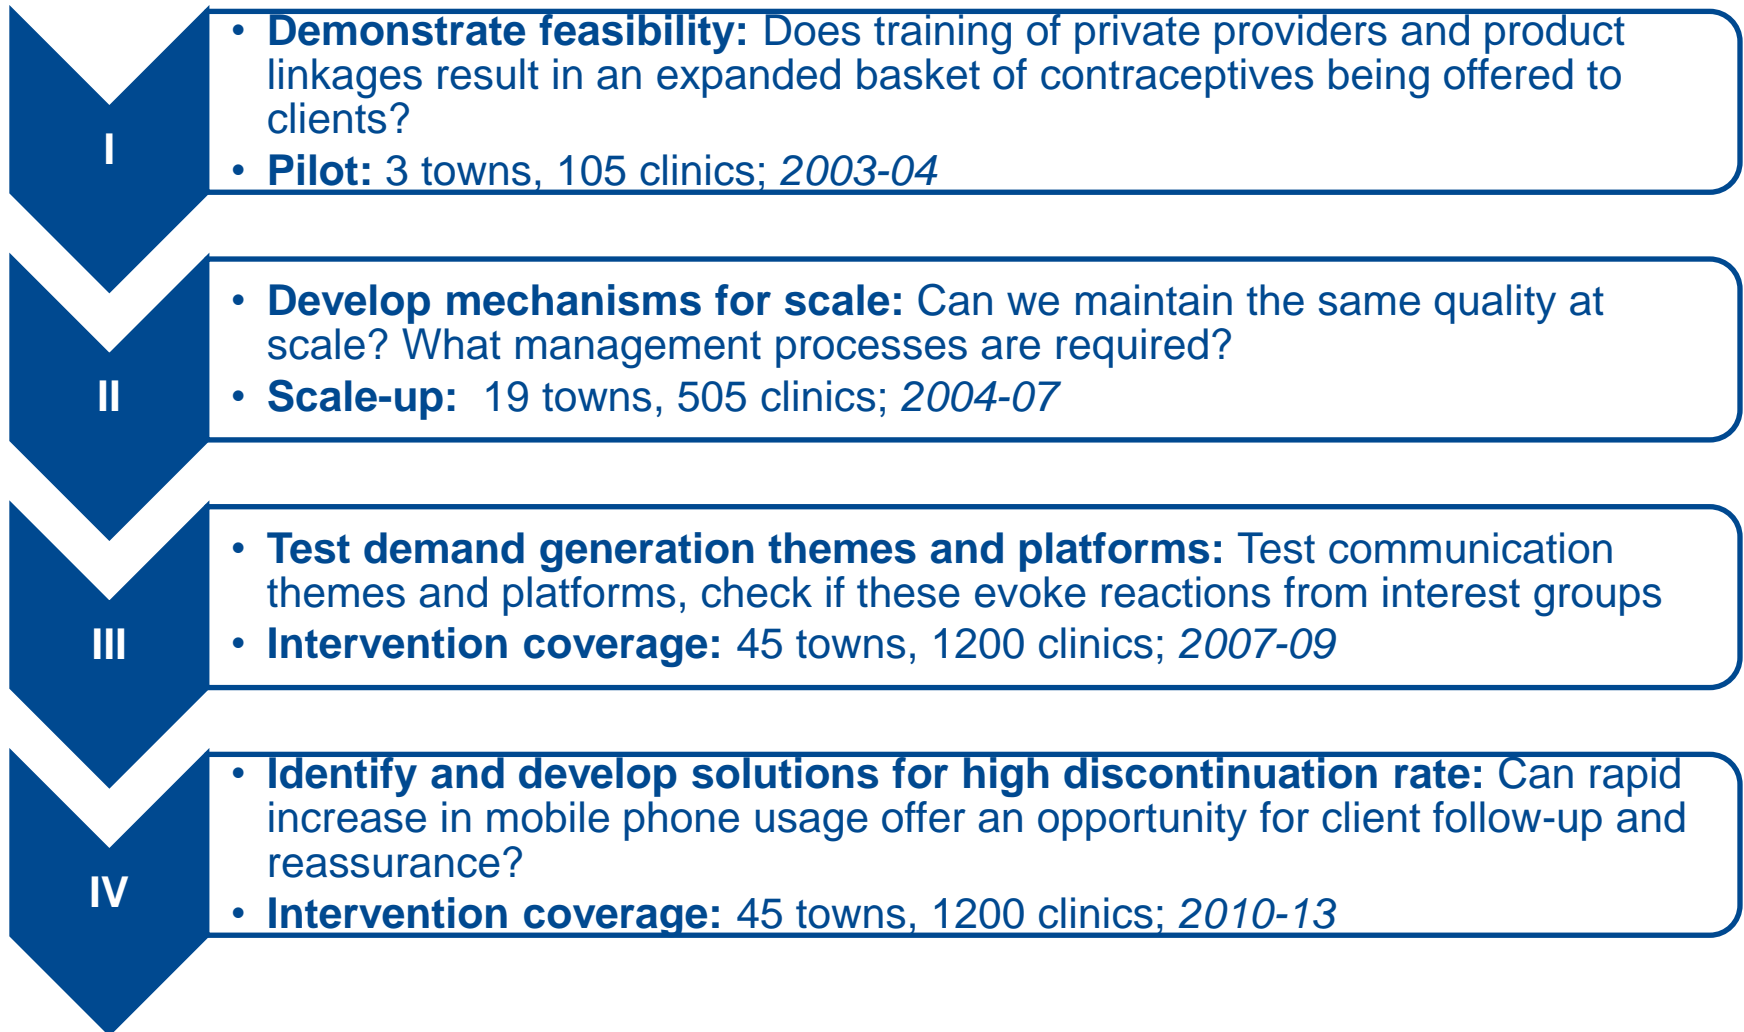 I
• Demonstrate feasibility: Does training of private providers and product
linkages result in an expanded basket of contraceptives being offered to
clients?
• Pilot: 3 towns, 105 clinics; 2003-04
II
• Develop mechanisms for scale: Can we maintain the same quality at
scale? What management processes are required?
• Scale-up:  19 towns, 505 clinics; 2004-07
III
• Test demand generation themes and platforms: Test communication
themes and platforms, check if these evoke reactions from interest groups
• Intervention coverage: 45 towns, 1200 clinics; 2007-09
IV
• Identify and develop solutions for high discontinuation rate: Can rapid
increase in mobile phone usage offer an opportunity for client follow-up and
reassurance?
• Intervention coverage: 45 towns, 1200 clinics; 2010-13